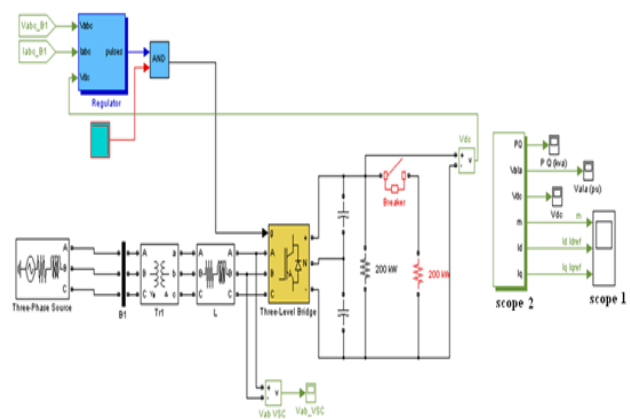 Vabc_B1
Iabc_B1
Vabc
Iabc
Vdc
pulses
Regulator
AND
Vdc
+
-
v
Breaker
PQ
Vala
Vdc
m
Id
Iq
P Q (kva)
Vala (pu)
Vdc
m
Id Idref
Iq Iqref
scope 2
scope 1
g
+
A
B
C
N
-
Three-Level Bridge
200 kW
200 kW
A
B
C
Three-Phase Source
B1
A
B
C
a
b
c
Tr1
A
B
C
A
B
C
L
+
-
v
Vab VSC
Vab_VSC